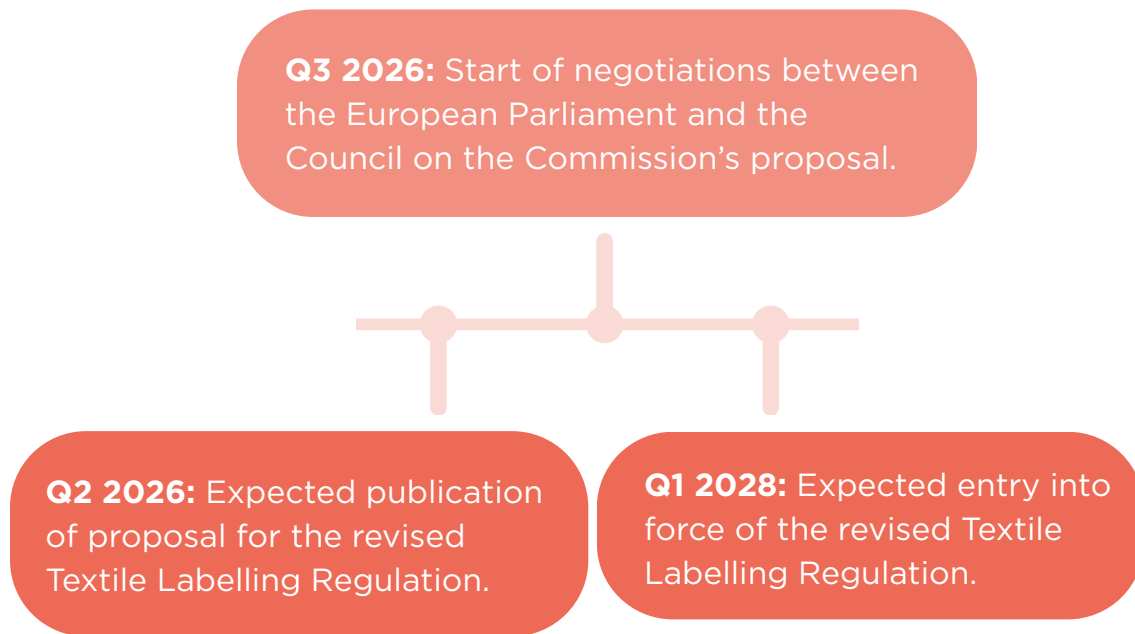 Q3 2026: Start of negotiations between
the European Parliament and the
Council on the Commission’s proposal.
Q2 2026: Expected publication
of proposal for the revised
Textile Labelling Regulation.
Q1 2028: Expected entry into
force of the revised Textile
Labelling Regulation.